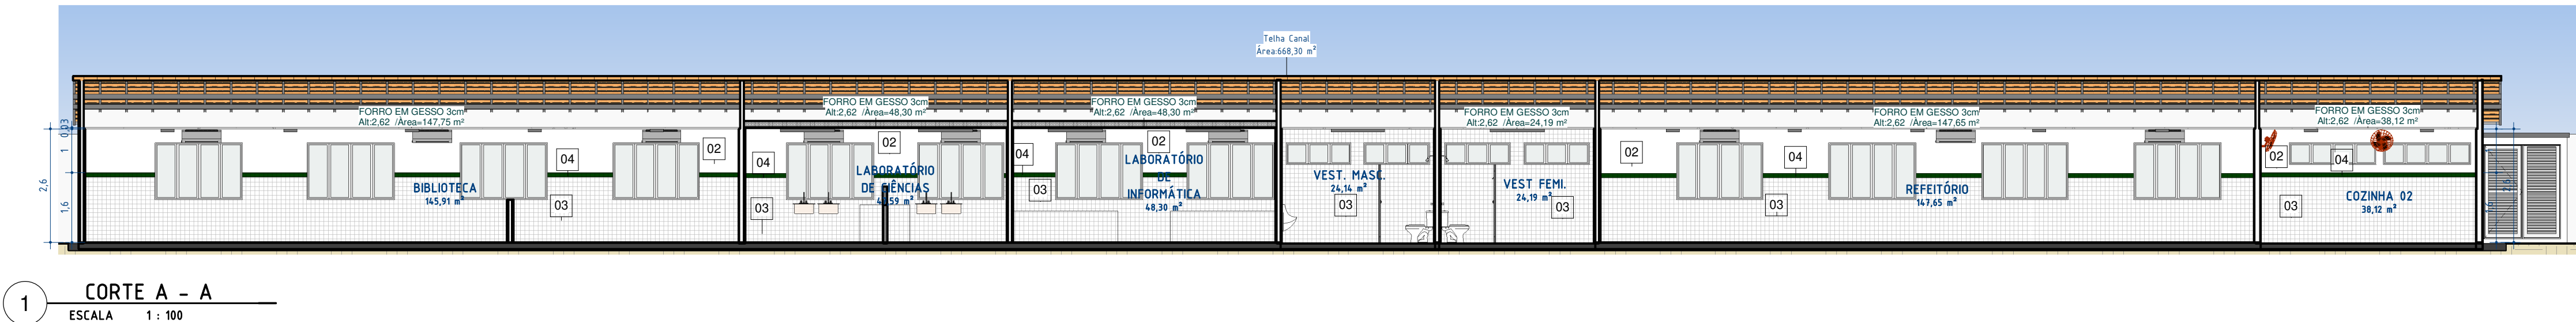 Telha Canal
Área:668,30 m²
FORRO EM GESSO 3cm
Alt:2,62 /Área=147,75 m²
FORRO EM GESSO 3cm
Alt:2,62 /Área=48,30 m²
FORRO EM GESSO 3cm
Alt:2,62 /Área=48,30 m²
FORRO EM GESSO 3cm
Alt:2,62 /Área=24,19 m²
FORRO EM GESSO 3cm
Alt:2,62 /Área=147,65 m²
FORRO EM GESSO 3cm
Alt:2,62 /Área=38,12 m²
0,03
1
2,6
1,6
04
02
03
BIBLIOTECA
145,91 m²
02
04
03
LABORATÓRIO
DE CIÊNCIAS
59 m²
02
04
03
LABORATÓRIO
DE
INFORMÁTICA
48,30 m²
VEST. MASC.
24,14 m²
03
VEST FEMI.
24,19 m²
03
02
04
03
REFEITÓRIO
147,65 m²
02
04
03
COZINHA 02
38,12 m²
1
CORTE A - A
ESCALA 1 : 100